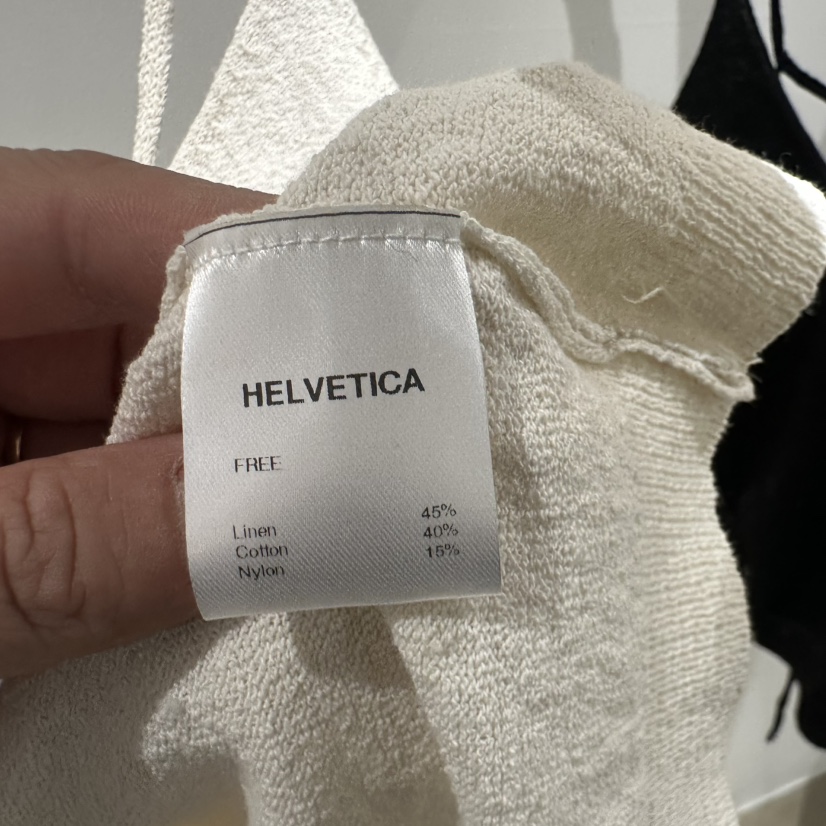 HELVETICA
FREE
Linen 45%
Cotton 40%
Nylon 15%